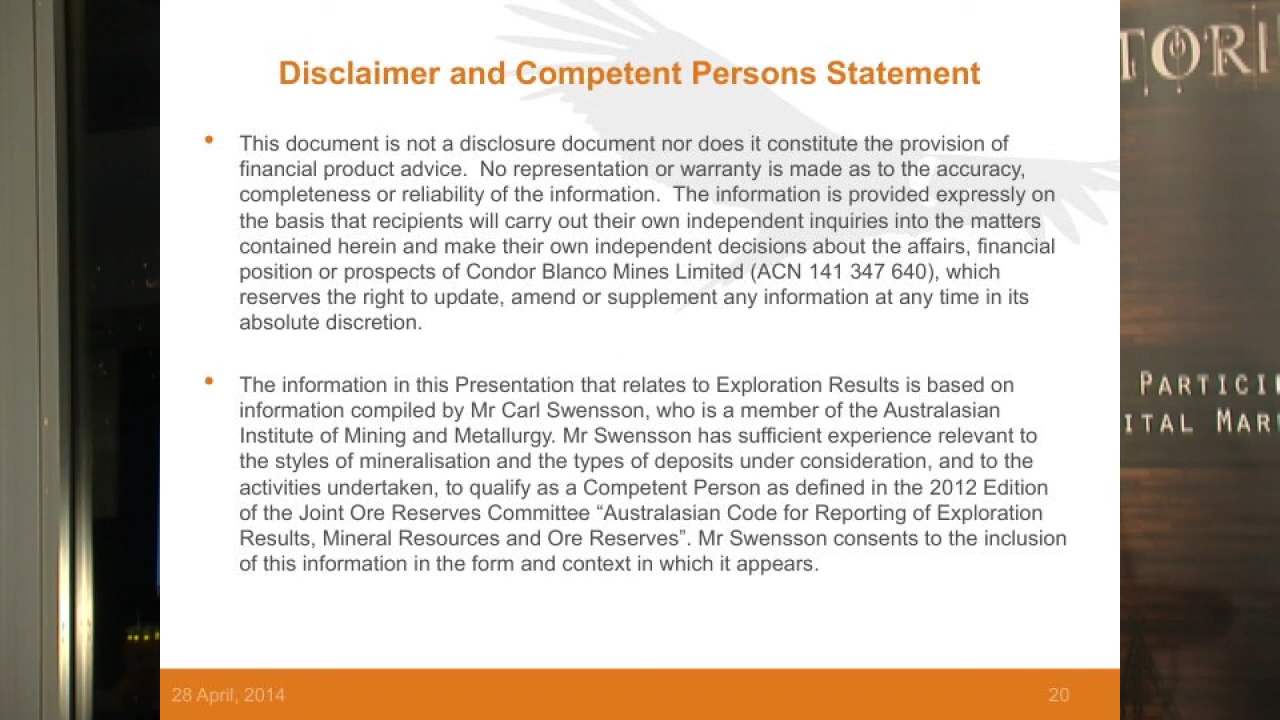 Disclaimer and Competent Persons Statement
• This document is not a disclosure document nor does it constitute the provision of
financial product advice.  No representation or warranty is made as to the accuracy,
completeness or reliability of the information.  The information is provided expressly on
the basis that recipients will carry out their own independent inquiries into the matters
contained herein and make their own independent decisions about the affairs, financial
position or prospects of Condor Blanco Mines Limited (ACN 141 347 640), which
reserves the right to update, amend or supplement any information at any time in its
absolute discretion.
• The information in this Presentation that relates to Exploration Results is based on
information compiled by Mr Carl Swensson, who is a member of the Australasian
Institute of Mining and Metallurgy. Mr Swensson has sufficient experience relevant to
the styles of mineralisation and the types of deposits under consideration, and to the
activities undertaken, to qualify as a Competent Person as defined in the 2012 Edition
of the Joint Ore Reserves Committee “Australasian Code for Reporting of Exploration
Results, Mineral Resources and Ore Reserves”. Mr Swensson consents to the inclusion
of this information in the form and context in which it appears.
28 April, 2014
20
TORI
PARTICI
ITAL MAR